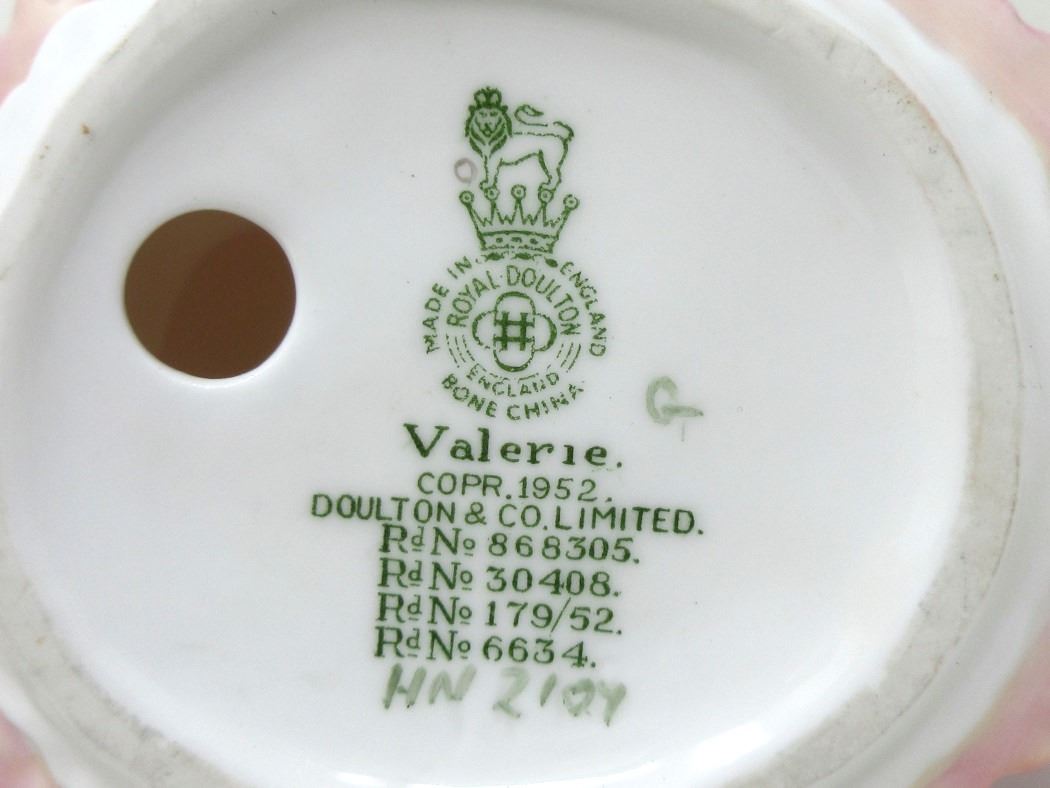 MADE IN ENGLAND
ROYAL·DOULTON
ENGLAND
BONE CHINA
G
Valerie.
COPR.1952.
DOULTON & CO.LIMITED.
Rd No 868305.
Rd No 30408.
Rd No 179/52.
Rd No 6634.
HN 2107